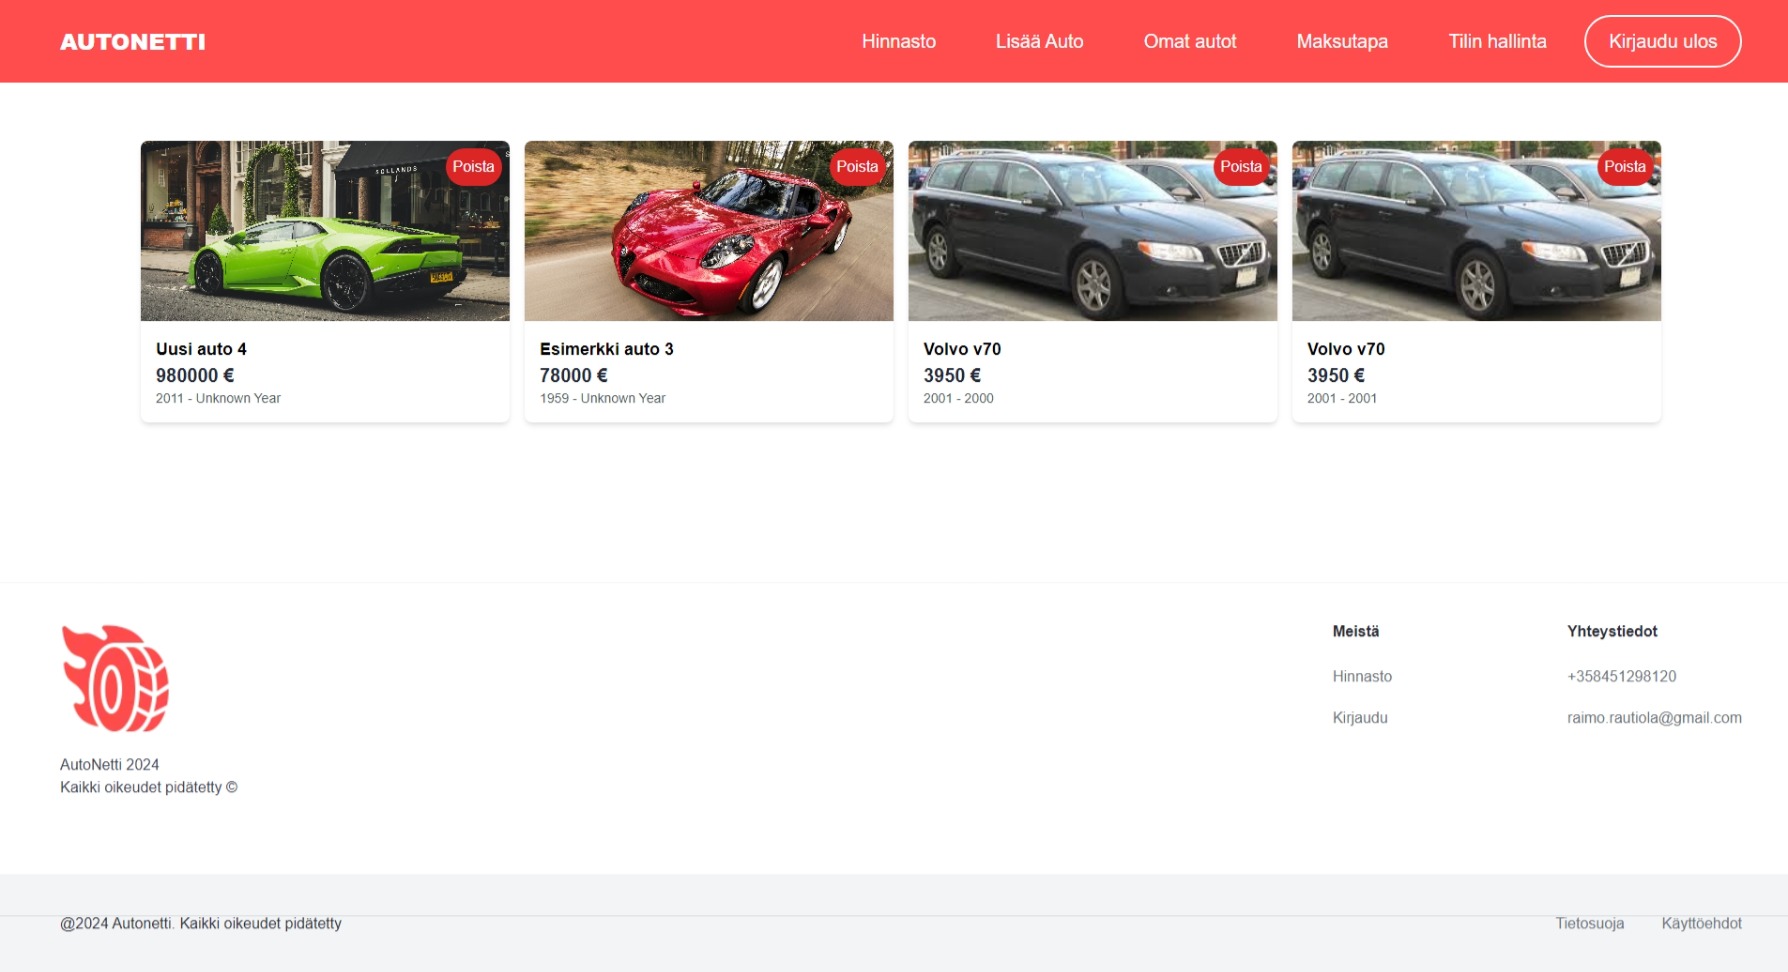 AUTONETTI
Hinnasto
Lisää Auto
Omat autot
Maksutapa
Tilin hallinta
Kirjaudu ulos
HOLLANDS
Poista
Poista
Poista
Poista
Uusi auto 4
980000 €
2011 - Unknown Year
Esimerkki auto 3
78000 €
1959 - Unknown Year
Volvo v70
3950 €
2001 - 2000
Volvo v70
3950 €
2001 - 2001
Meistä
Hinnasto
Kirjaudu
Yhteystiedot
+358451298120
raimo.rautiola@gmail.com
AutoNetti 2024
Kaikki oikeudet pidätetty ©
@2024 Autonetti. Kaikki oikeudet pidätetty
Tietosuoja
Käyttöehdot